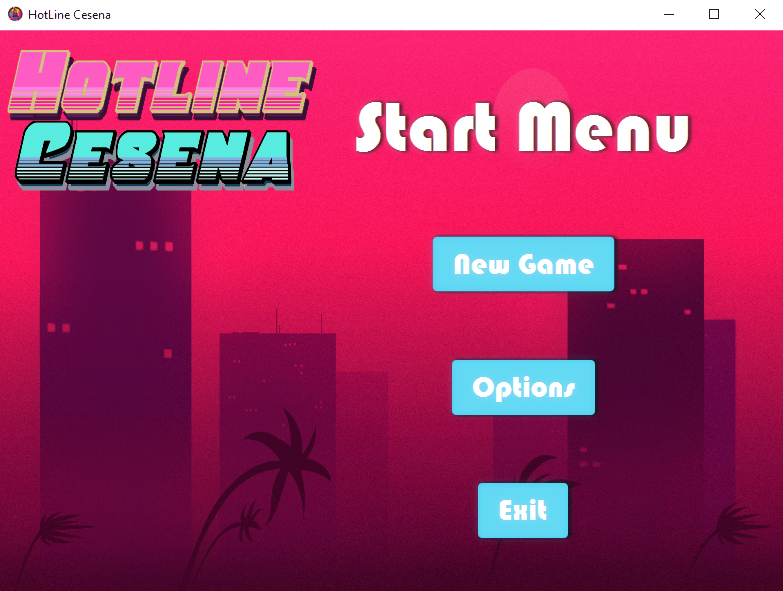 HotLine Cesena
HOTLINE
CESENA
Start Menu
New Game
Options
Exit